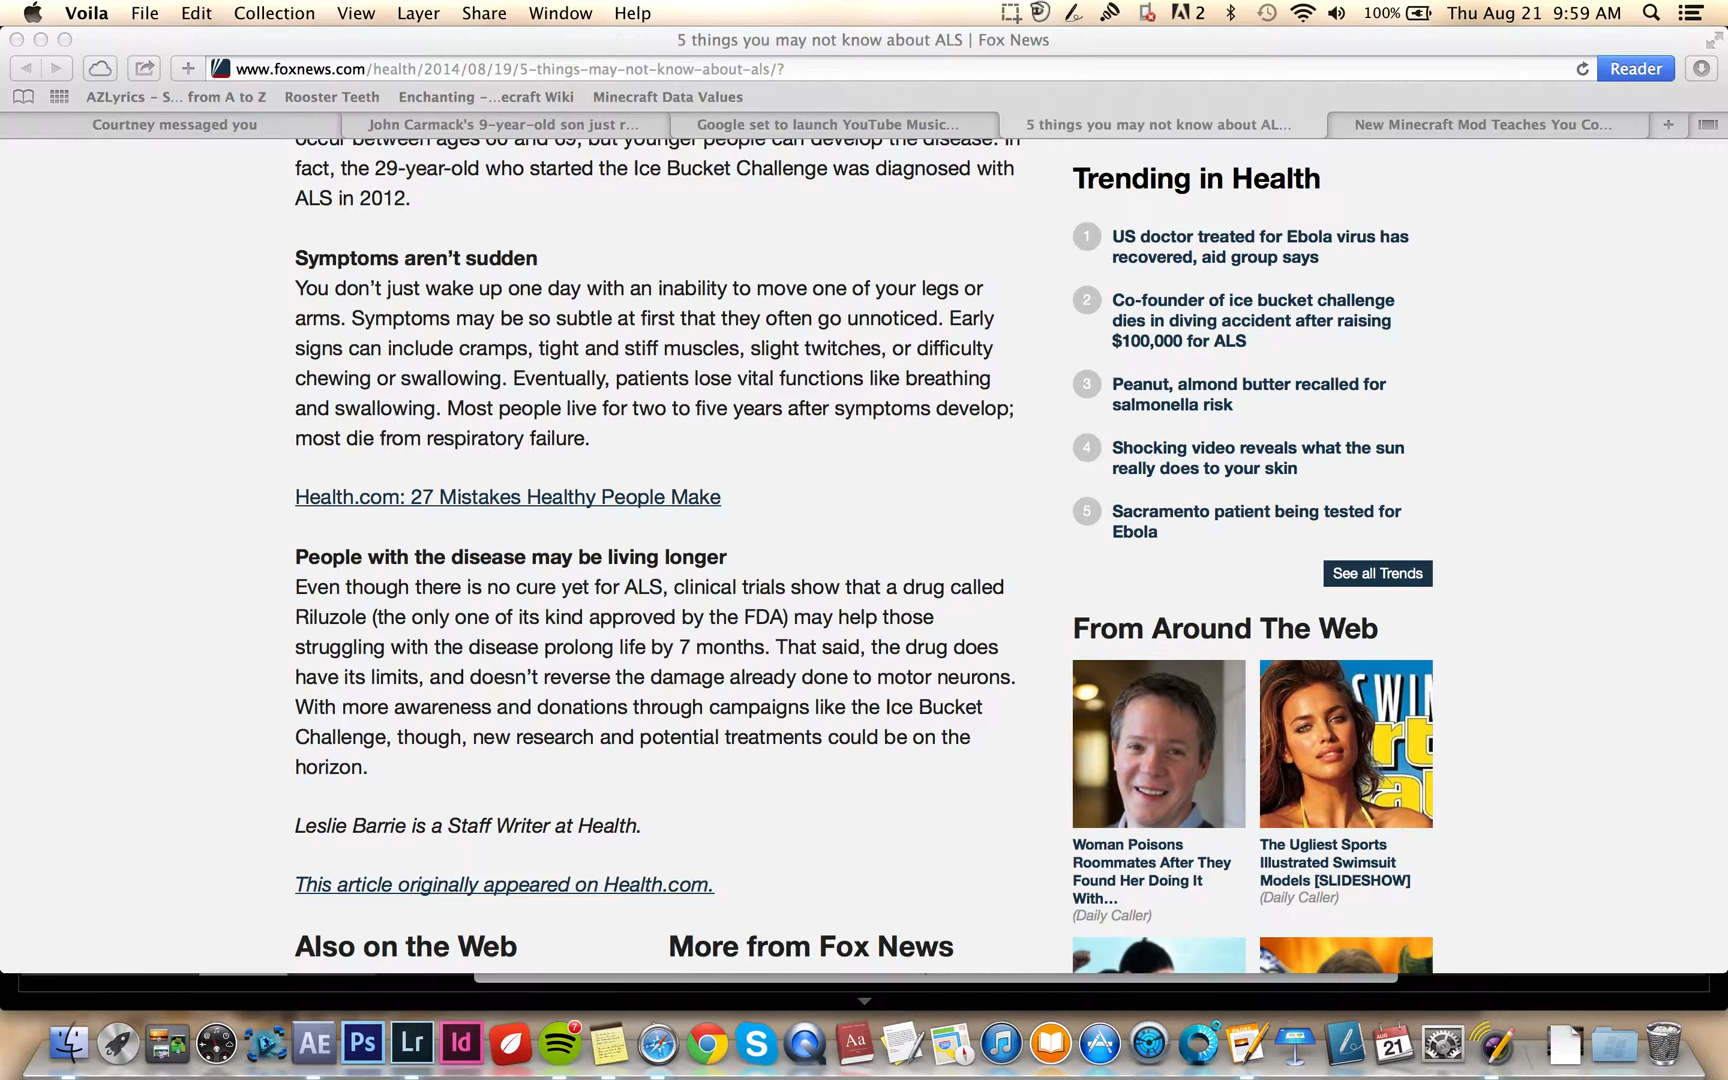 Voila File Edit Collection View Layer Share Window Help
2 100% Thu Aug 21 9:59 AM
5 things you may not know about ALS | Fox News
www.foxnews.com/health/2014/08/19/5-things-may-not-know-about-als/?
Reader
AZLyrics - S... from A to Z Rooster Teeth Enchanting -...ecraft Wiki Minecraft Data Values
Courtney messaged you John Carmack's 9-year-old son just r... Google set to launch YouTube Music... 5 things you may not know about AL... New Minecraft Mod Teaches You Co...
occur between ages 60 and 69, but younger people can develop the disease. In
fact, the 29-year-old who started the Ice Bucket Challenge was diagnosed with
ALS in 2012.
Symptoms aren’t sudden
You don’t just wake up one day with an inability to move one of your legs or
arms. Symptoms may be so subtle at first that they often go unnoticed. Early
signs can include cramps, tight and stiff muscles, slight twitches, or difficulty
chewing or swallowing. Eventually, patients lose vital functions like breathing
and swallowing. Most people live for two to five years after symptoms develop;
most die from respiratory failure.
Health.com: 27 Mistakes Healthy People Make
People with the disease may be living longer
Even though there is no cure yet for ALS, clinical trials show that a drug called
Riluzole (the only one of its kind approved by the FDA) may help those
struggling with the disease prolong life by 7 months. That said, the drug does
have its limits, and doesn’t reverse the damage already done to motor neurons.
With more awareness and donations through campaigns like the Ice Bucket
Challenge, though, new research and potential treatments could be on the
horizon.
Leslie Barrie is a Staff Writer at Health.
This article originally appeared on Health.com.
Also on the Web
More from Fox News
Trending in Health
1 US doctor treated for Ebola virus has
recovered, aid group says
2 Co-founder of ice bucket challenge
dies in diving accident after raising
$100,000 for ALS
3 Peanut, almond butter recalled for
salmonella risk
4 Shocking video reveals what the sun
really does to your skin
5 Sacramento patient being tested for
Ebola
See all Trends
From Around The Web
SWIM
Woman Poisons
Roommates After They
Found Her Doing It
With...
(Daily Caller)
The Ugliest Sports
Illustrated Swimsuit
Models [SLIDESHOW]
(Daily Caller)
AE Ps Lr Id 7 S Aa PAGES AUG 21